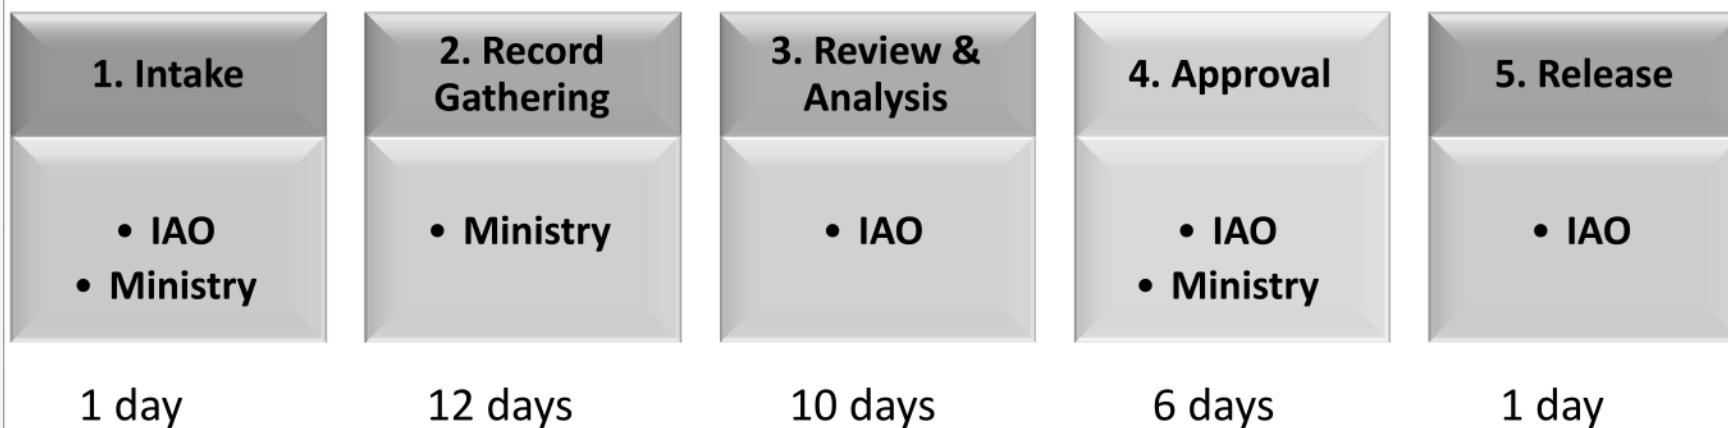 1. Intake
• IAO
• Ministry
1 day
2. Record
Gathering
• Ministry
12 days
3. Review &
Analysis
• IAO
10 days
4. Approval
• IAO
• Ministry
6 days
5. Release
• IAO
1 day